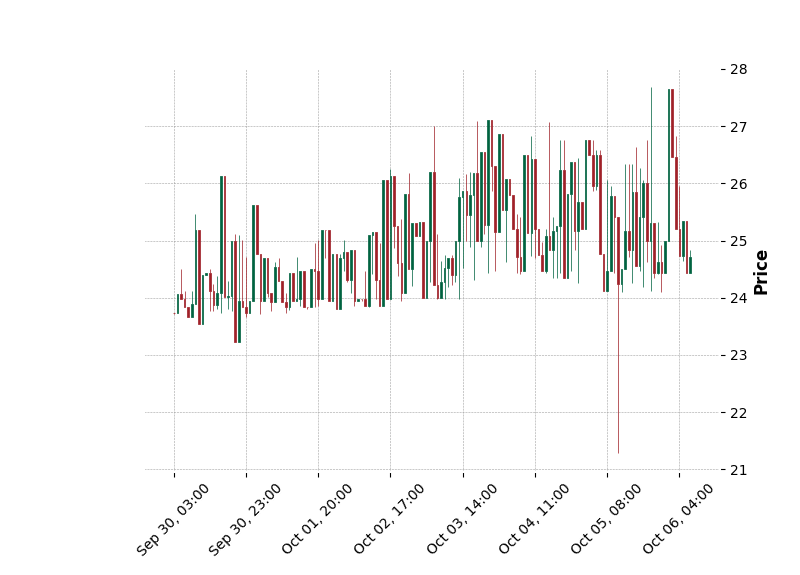 28
27
26
25
24
23
22
21
Price
Sep 30, 03:00
Sep 30, 23:00
Oct 01, 20:00
Oct 02, 17:00
Oct 03, 14:00
Oct 04, 11:00
Oct 05, 08:00
Oct 06, 04:00